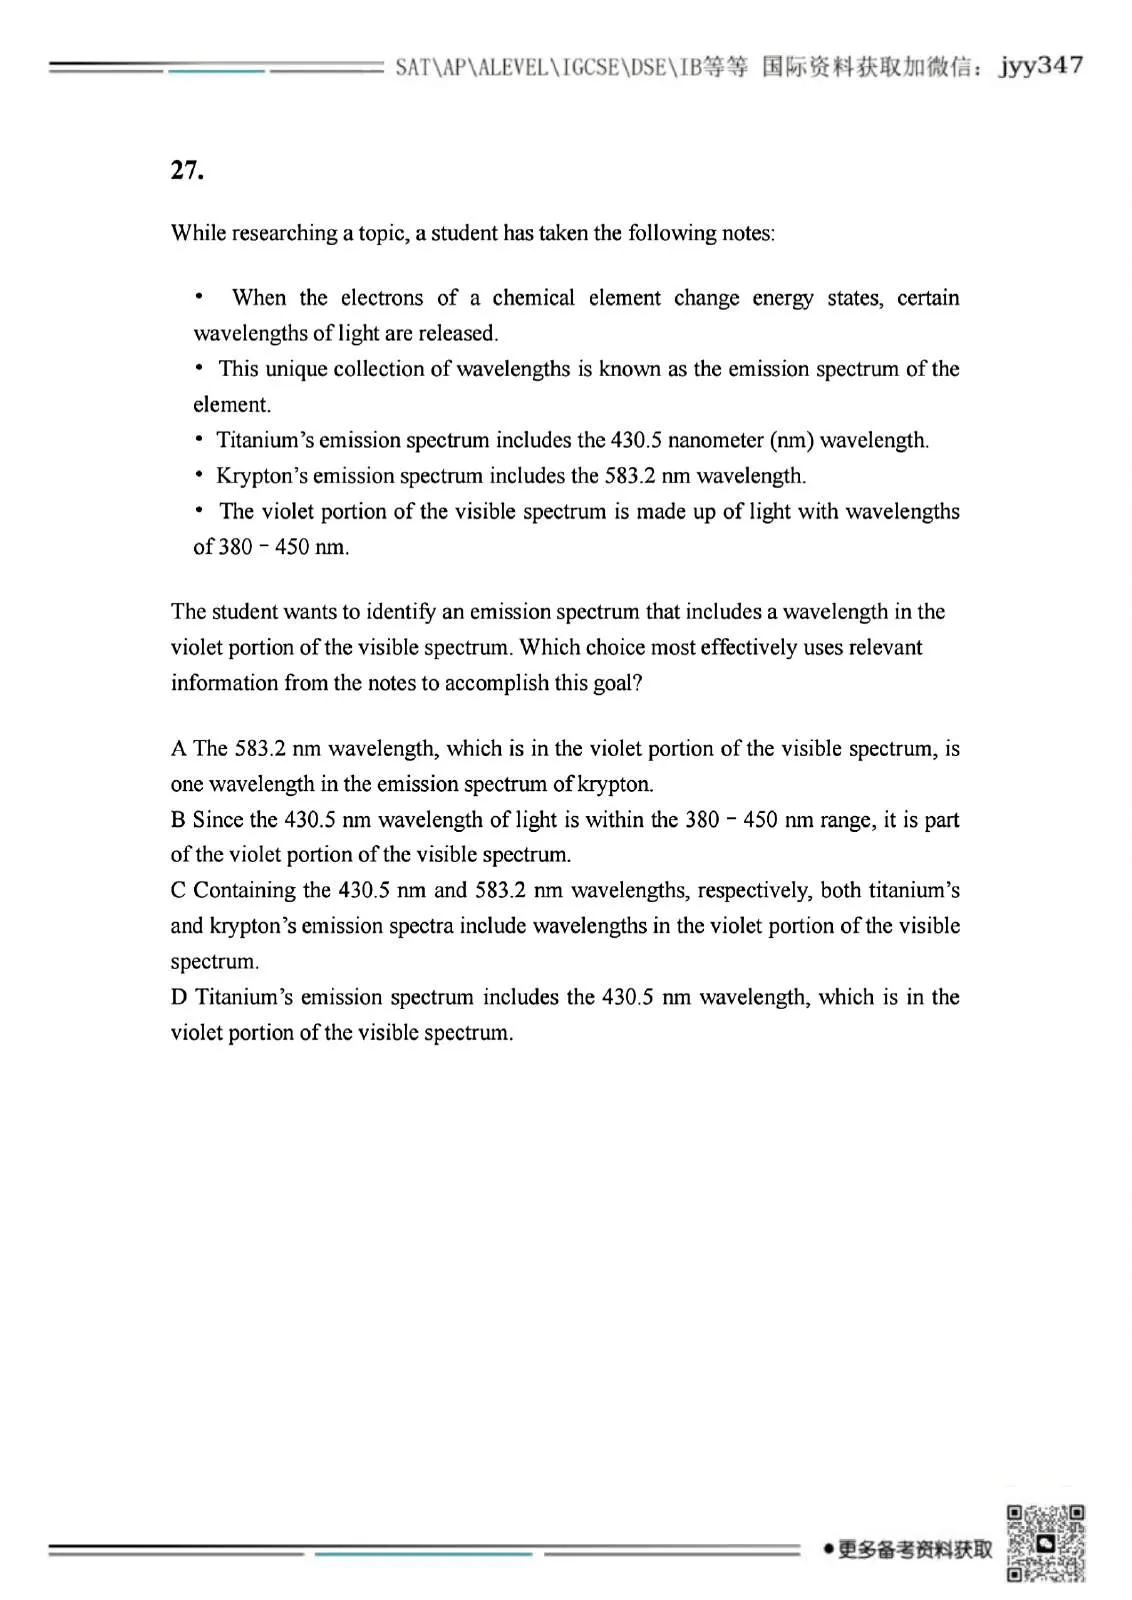 SAT\AP\ALEVEL\IGCSE\DSE\IB等等 国际资料获取加微信：jyy347
27.
While researching a topic, a student has taken the following notes:
• When the electrons of a chemical element change energy states, certain
wavelengths of light are released.
• This unique collection of wavelengths is known as the emission spectrum of the
element.
• Titanium’s emission spectrum includes the 430.5 nanometer (nm) wavelength.
• Krypton’s emission spectrum includes the 583.2 nm wavelength.
• The violet portion of the visible spectrum is made up of light with wavelengths
of 380 – 450 nm.
The student wants to identify an emission spectrum that includes a wavelength in the
violet portion of the visible spectrum. Which choice most effectively uses relevant
information from the notes to accomplish this goal?
A The 583.2 nm wavelength, which is in the violet portion of the visible spectrum, is
one wavelength in the emission spectrum of krypton.
B Since the 430.5 nm wavelength of light is within the 380 – 450 nm range, it is part
of the violet portion of the visible spectrum.
C Containing the 430.5 nm and 583.2 nm wavelengths, respectively, both titanium’s
and krypton’s emission spectra include wavelengths in the violet portion of the visible
spectrum.
D Titanium’s emission spectrum includes the 430.5 nm wavelength, which is in the
violet portion of the visible spectrum.
●更多备考资料获取